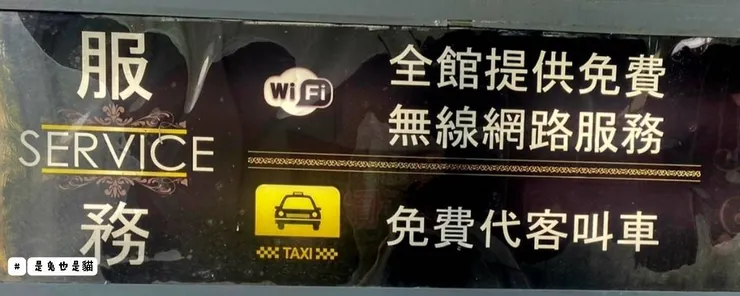 服
SERVICE
務
WiFi
全館提供免費
無線網路服務
TAXI
免費代客叫車
# 是兔也是貓